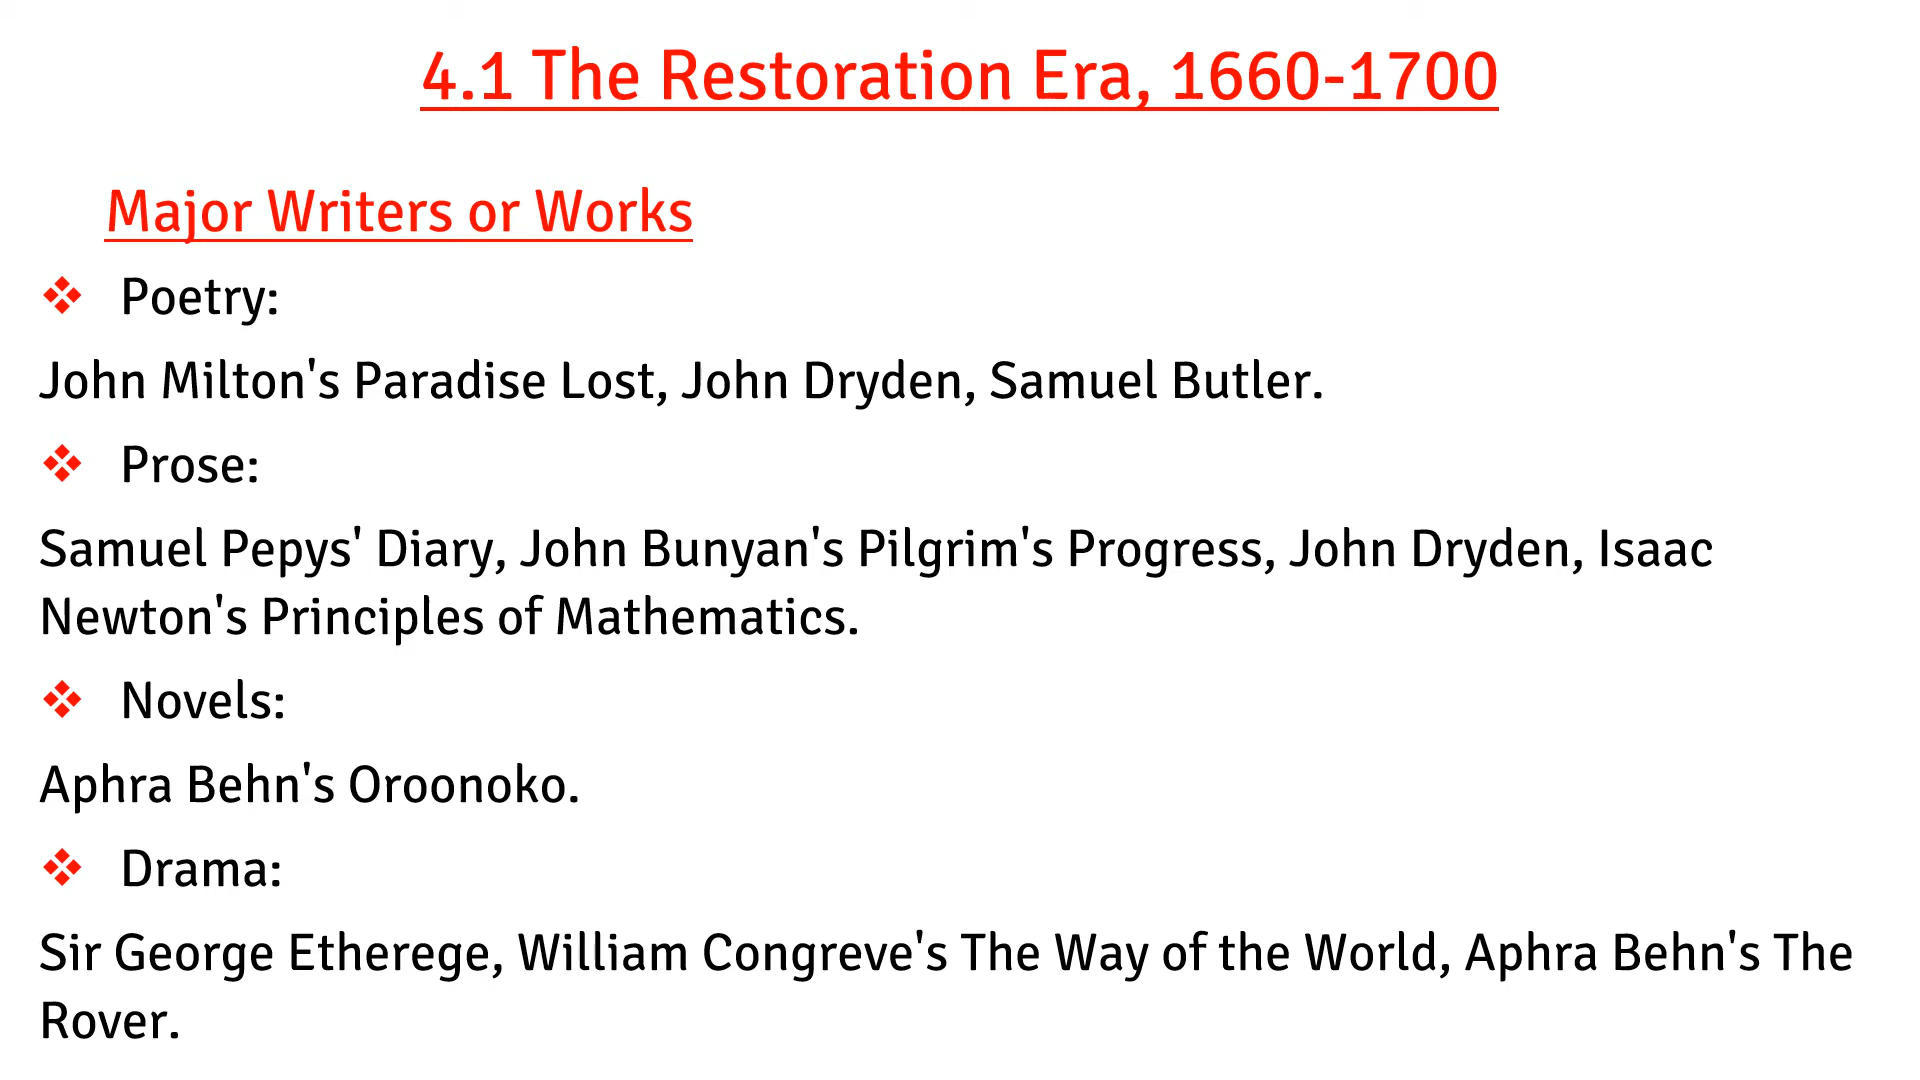 4.1 The Restoration Era, 1660-1700
Major Writers or Works
❖ Poetry:
John Milton's Paradise Lost, John Dryden, Samuel Butler.
❖ Prose:
Samuel Pepys' Diary, John Bunyan's Pilgrim's Progress, John Dryden, Isaac
Newton's Principles of Mathematics.
❖ Novels:
Aphra Behn's Oroonoko.
❖ Drama:
Sir George Etherege, William Congreve's The Way of the World, Aphra Behn's The
Rover.